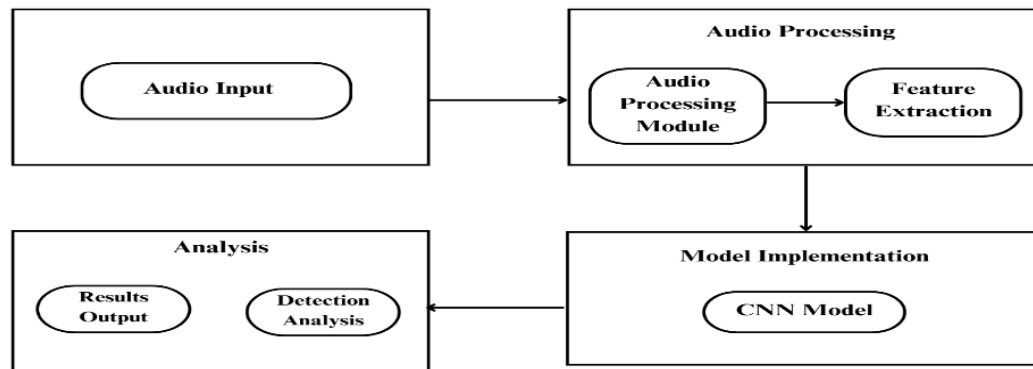 Audio Input
Audio Processing
Audio
Processing
Module
Feature
Extraction
Analysis
Results
Output
Detection
Analysis
Model Implementation
CNN Model